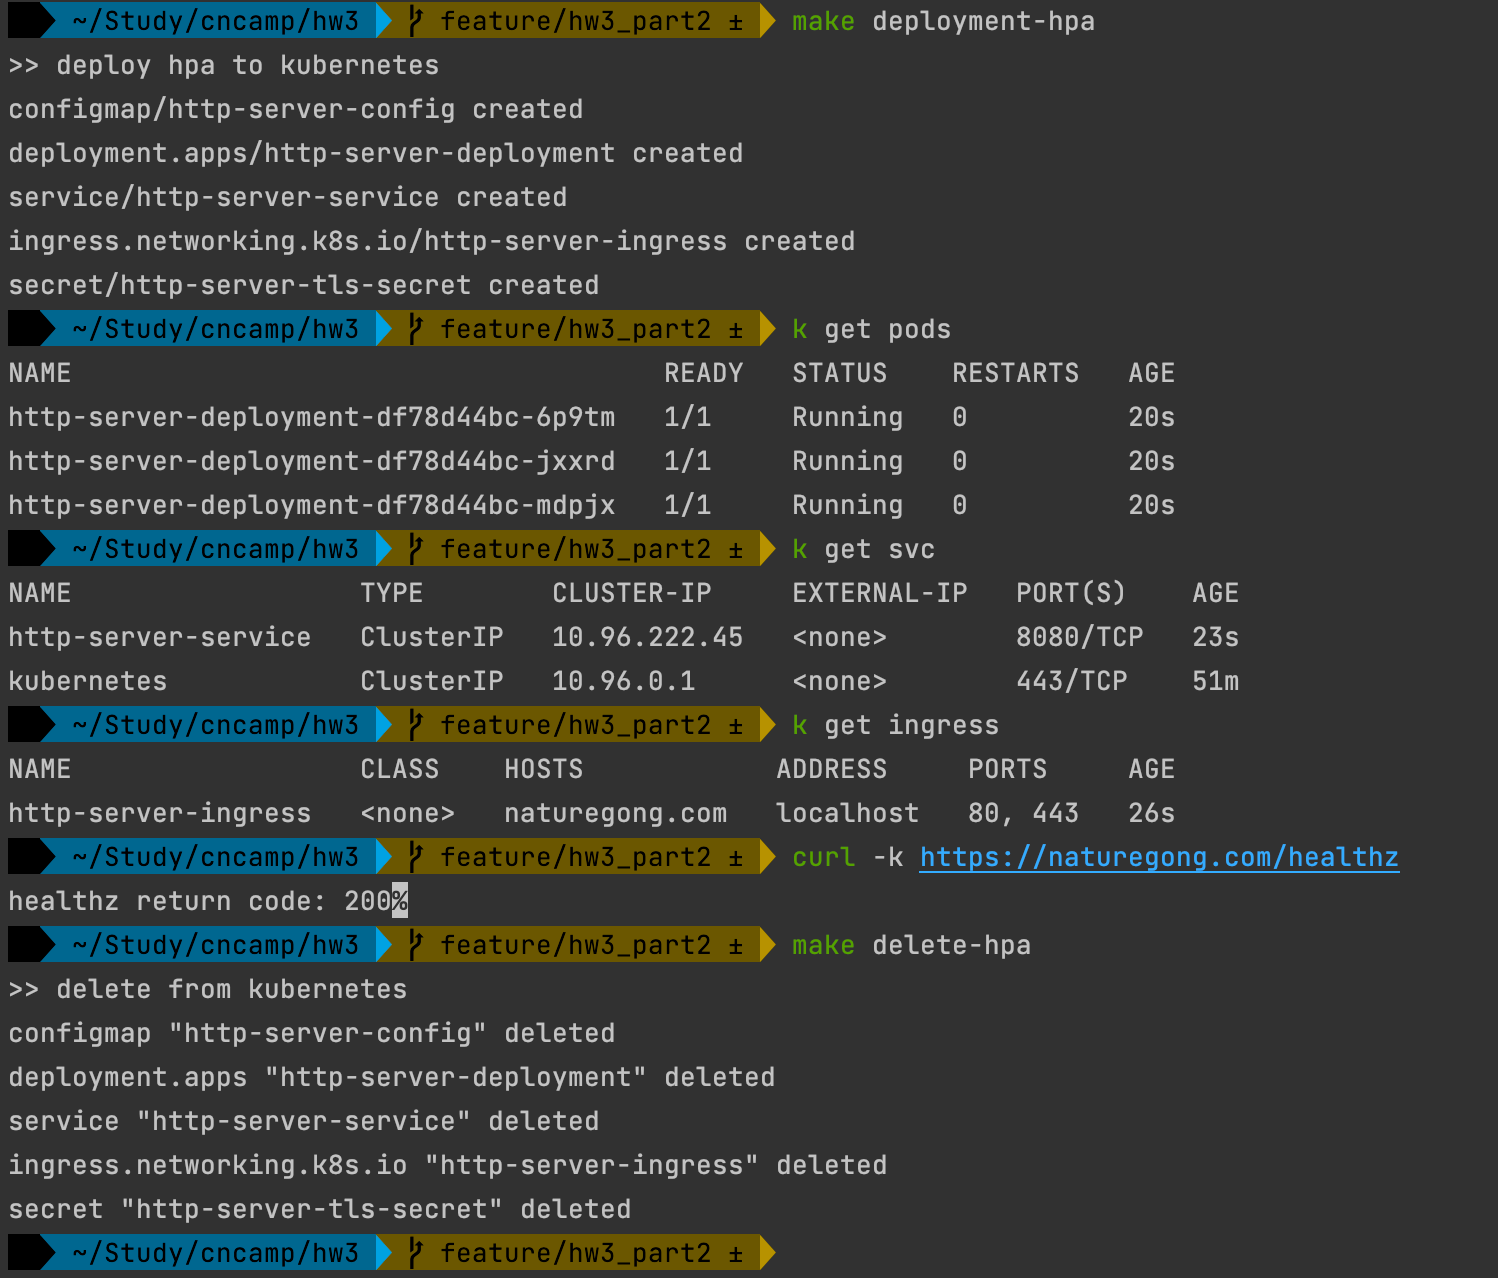 ~/Study/cncamp/hw3 feature/hw3_part2 ± make deployment-hpa
>> deploy hpa to kubernetes
configmap/http-server-config created
deployment.apps/http-server-deployment created
service/http-server-service created
ingress.networking.k8s.io/http-server-ingress created
secret/http-server-tls-secret created
~/Study/cncamp/hw3 feature/hw3_part2 ± k get pods
NAME READY STATUS RESTARTS AGE
http-server-deployment-df78d44bc-6p9tm 1/1 Running 0 20s
http-server-deployment-df78d44bc-jxxrd 1/1 Running 0 20s
http-server-deployment-df78d44bc-mdpjx 1/1 Running 0 20s
~/Study/cncamp/hw3 feature/hw3_part2 ± k get svc
NAME TYPE CLUSTER-IP EXTERNAL-IP PORT(S) AGE
http-server-service ClusterIP 10.96.222.45 <none> 8080/TCP 23s
kubernetes ClusterIP 10.96.0.1 <none> 443/TCP 51m
~/Study/cncamp/hw3 feature/hw3_part2 ± k get ingress
NAME CLASS HOSTS ADDRESS PORTS AGE
http-server-ingress <none> naturegong.com localhost 80, 443 26s
~/Study/cncamp/hw3 feature/hw3_part2 ± curl -k https://naturegong.com/healthz
healthz return code: 200%
~/Study/cncamp/hw3 feature/hw3_part2 ± make delete-hpa
>> delete from kubernetes
configmap "http-server-config" deleted
deployment.apps "http-server-deployment" deleted
service "http-server-service" deleted
ingress.networking.k8s.io "http-server-ingress" deleted
secret "http-server-tls-secret" deleted
~/Study/cncamp/hw3 feature/hw3_part2 ±